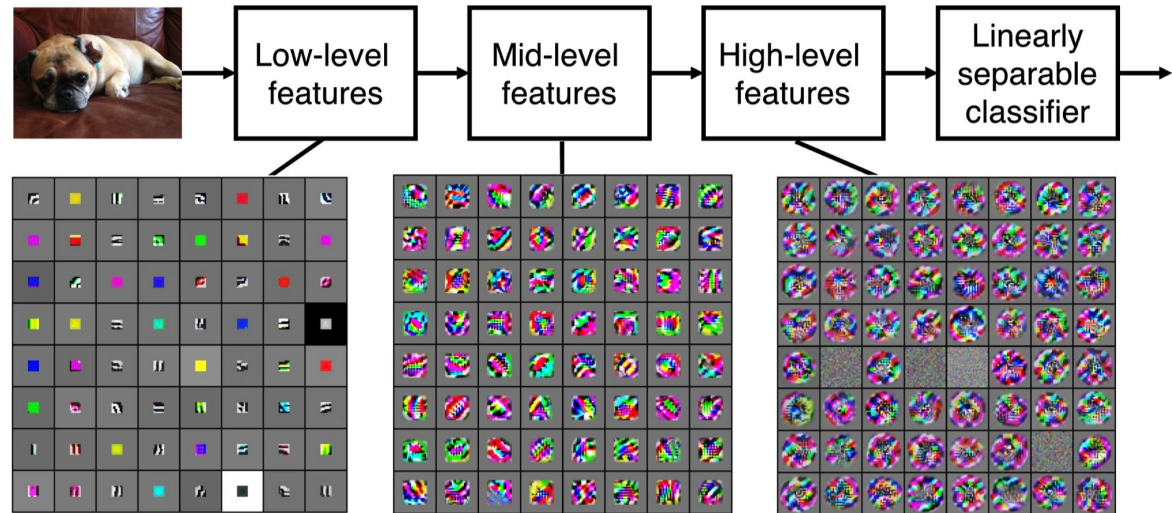 Low-level
features
Mid-level
features
High-level
features
Linearly
separable
classifier